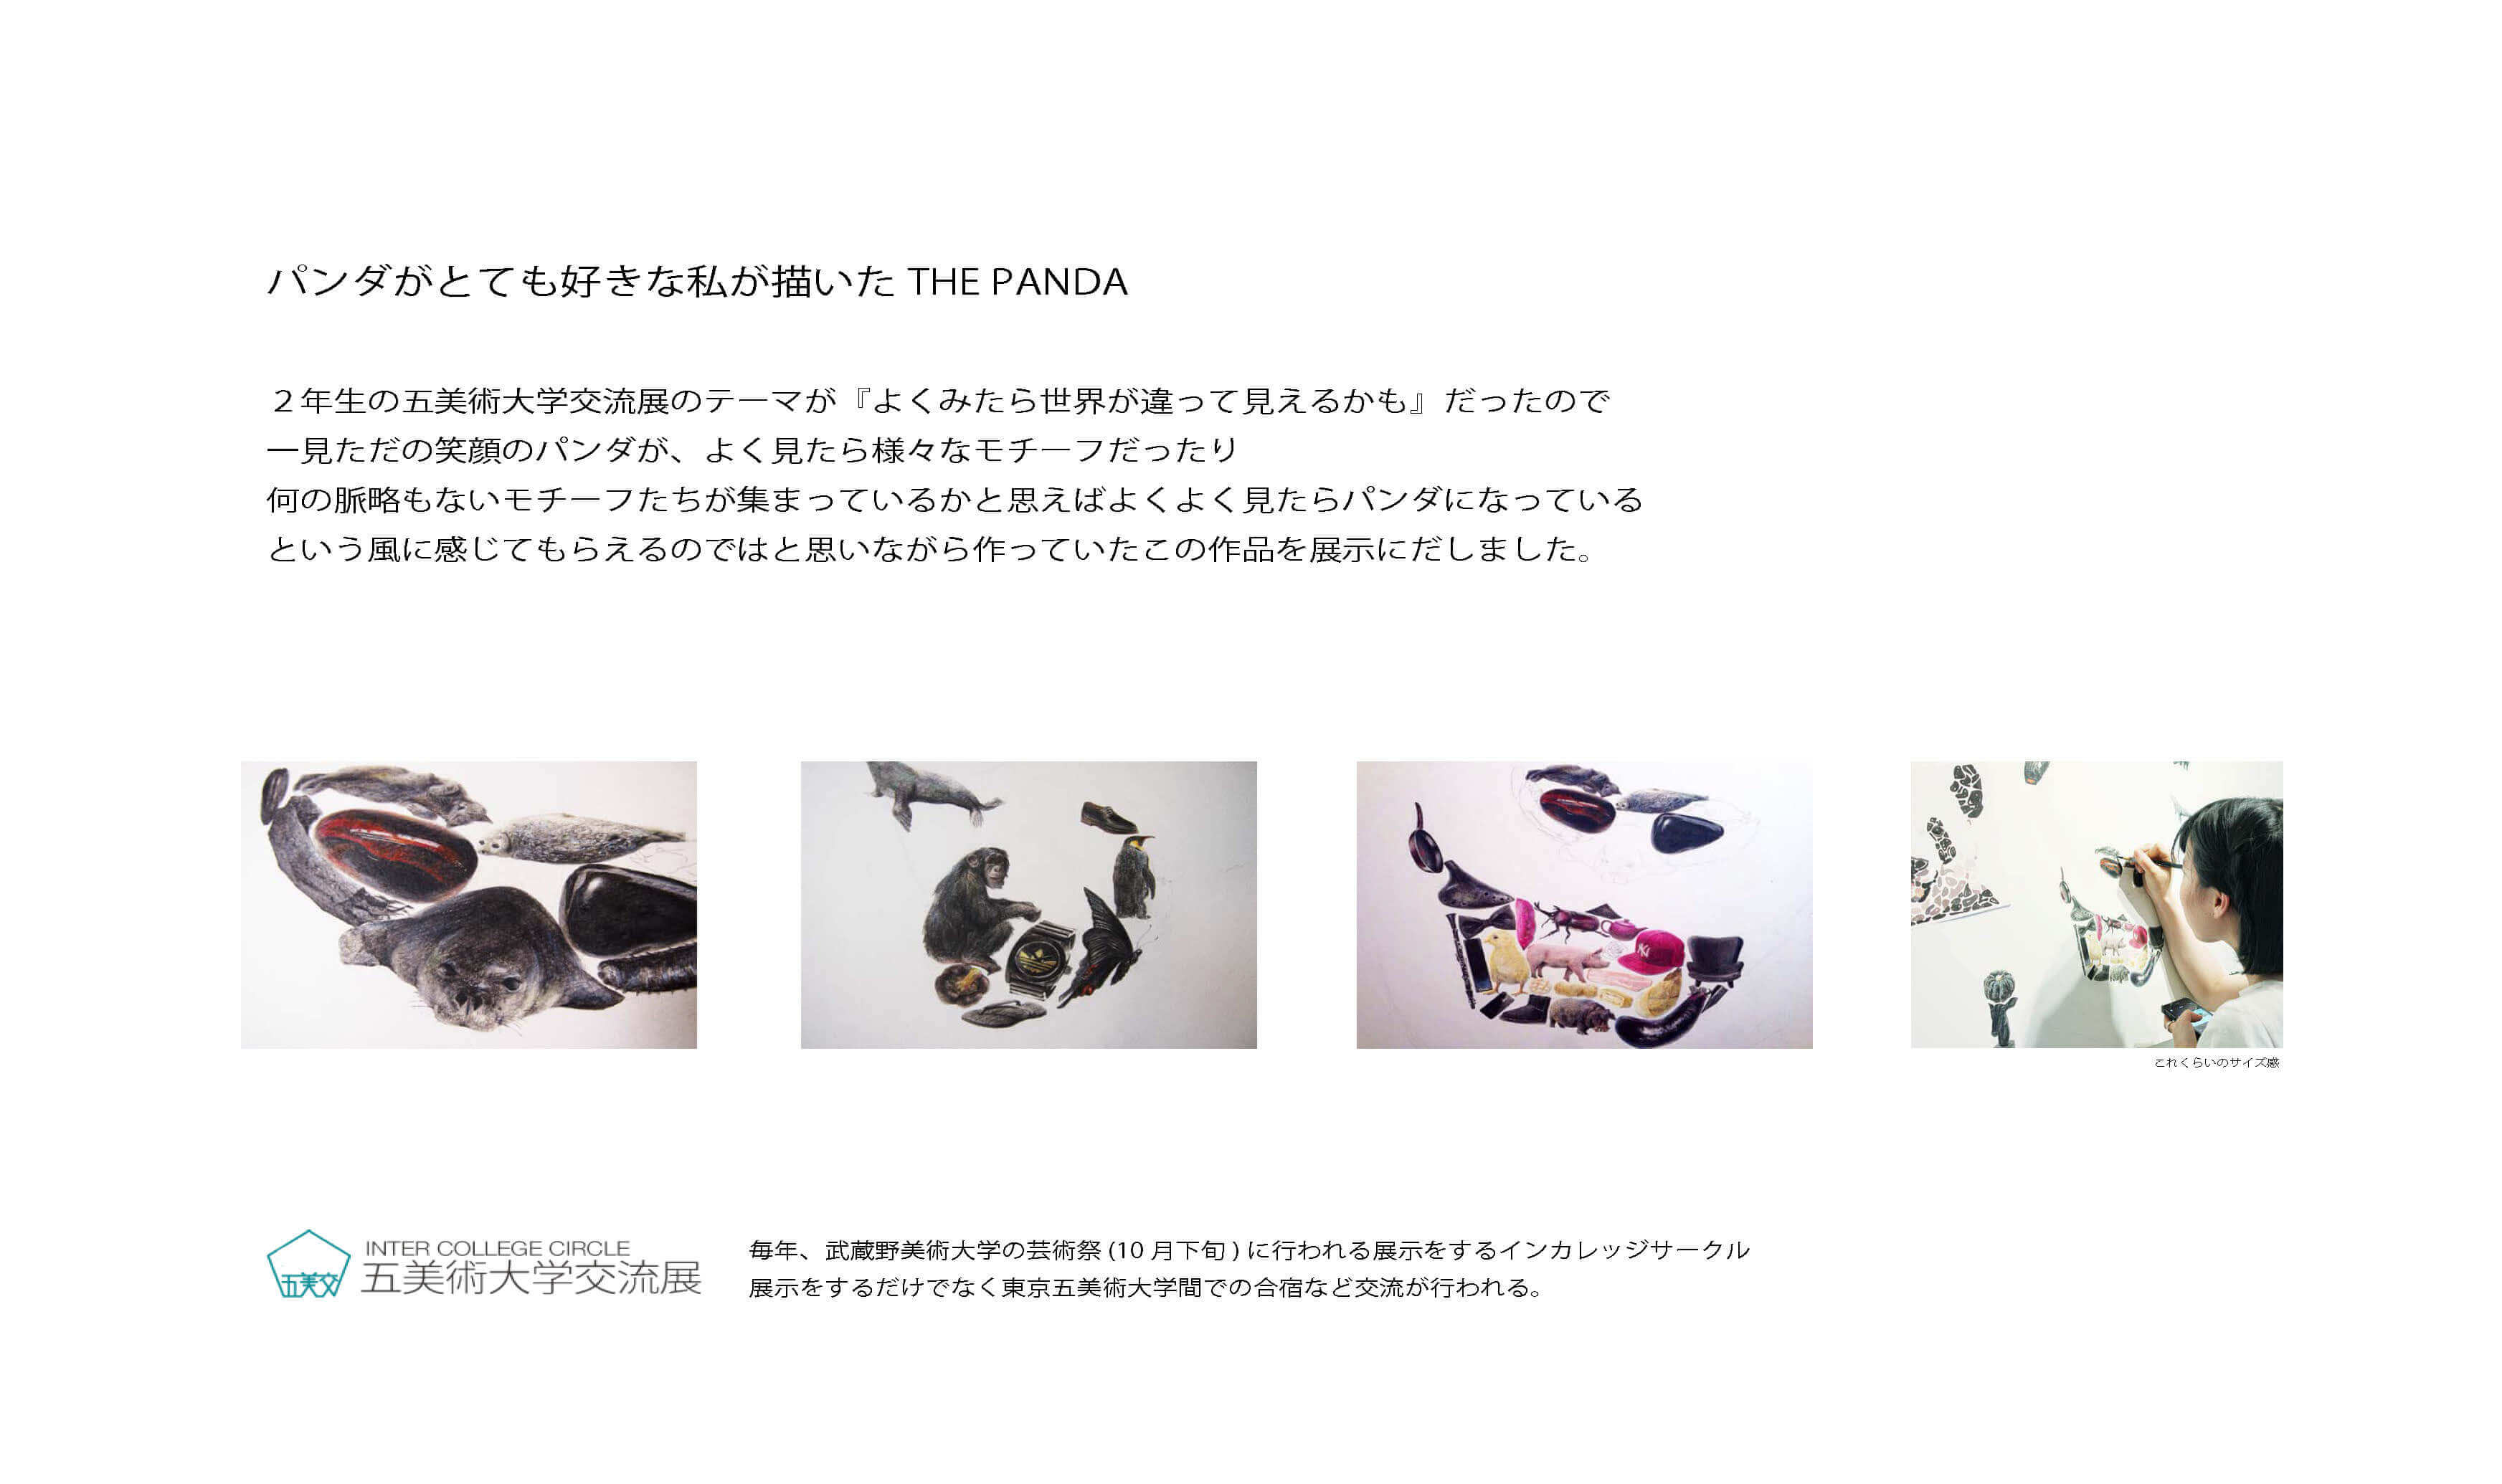 パンダがとても好きな私が描いた THE PANDA
２年生の五美術大学交流展のテーマが『よくみたら世界が違って見えるかも』だったので
一見ただの笑顔のパンダが、よく見たら様々なモチーフだったり
何の脈略もないモチーフたちが集まっているかと思えばよくよく見たらパンダになっている
という風に感じてもらえるのではと思いながら作っていたこの作品を展示にだしました。
これくらいのサイズ感
五美交
INTER COLLEGE CIRCLE
五美術大学交流展
毎年、武蔵野美術大学の芸術祭 (10 月下旬 ) に行われる展示をするインカレッジサークル
展示をするだけでなく東京五美術大学間での合宿など交流が行われる。